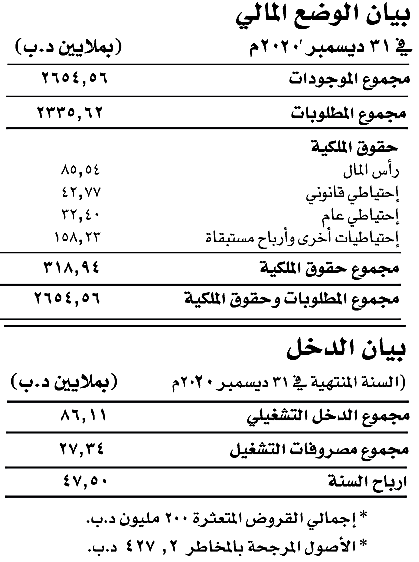 بيان الوضع المالي
في ٣١ ديسمبر ٢٠٢٠م (بملايين د.ب)
مجموع الموجودات ٢٦٥٤,٥٦
مجموع المطلوبات ٢٣٣٥,٦٢
حقوق الملكية
رأس المال ٨٥,٥٤
إحتياطي قانوني ٤٢,٧٧
إحتياطي عام ٣٢,٤٠
إحتياطيات أخرى وأرباح مستبقاة ١٥٨,٢٣
مجموع حقوق الملكية ٣١٨,٩٤
مجموع المطلوبات وحقوق الملكية ٢٦٥٤,٥٦
بيان الدخل
(السنة المنتهية في ٣١ ديسمبر ٢٠٢٠م (بملايين د.ب)
مجموع الدخل التشغيلي ٨٦,١١
مجموع مصروفات التشغيل ٢٧,٣٤
ارباح السنة ٤٧,٥٠
* إجمالي القروض المتعثرة ٢٠٠ مليون د.ب.
* الأصول المرجحة بالمخاطر ٢, ٤٢٧ د.ب.